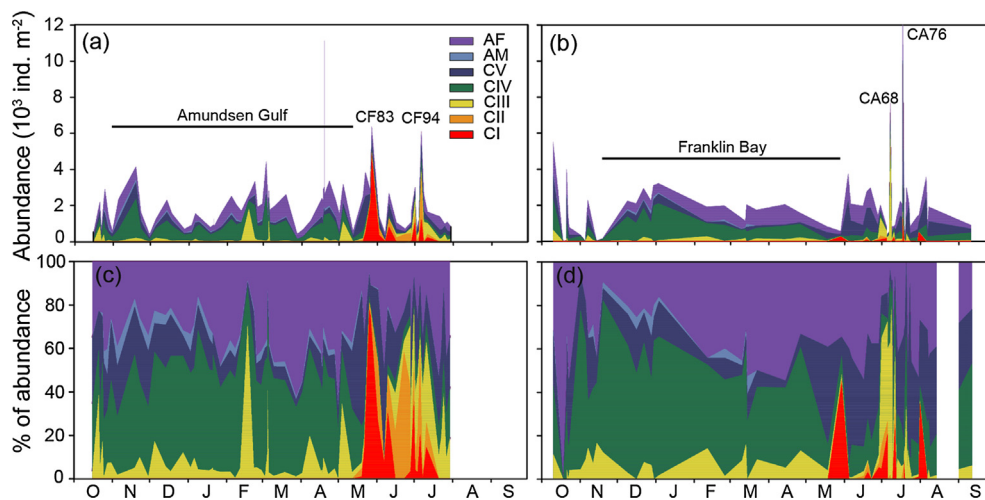 Abundance (10³ ind. m⁻²)
12
10
8
6
4
2
0
(a)
Amundsen Gulf
CF83
CF94
AF
AM
CV
CIV
CIII
CII
CI
(b)
Franklin Bay
CA68
CA76
% of abundance
100
80
60
40
20
0
(c)
(d)
O N D J F M A M J J A S
O N D J F M A M J J A S